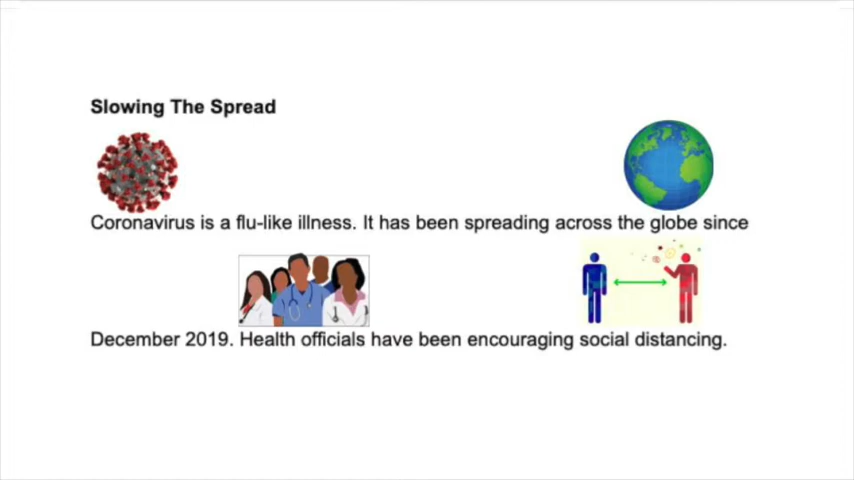 Slowing The Spread
Coronavirus is a flu-like illness. It has been spreading across the globe since
December 2019. Health officials have been encouraging social distancing.